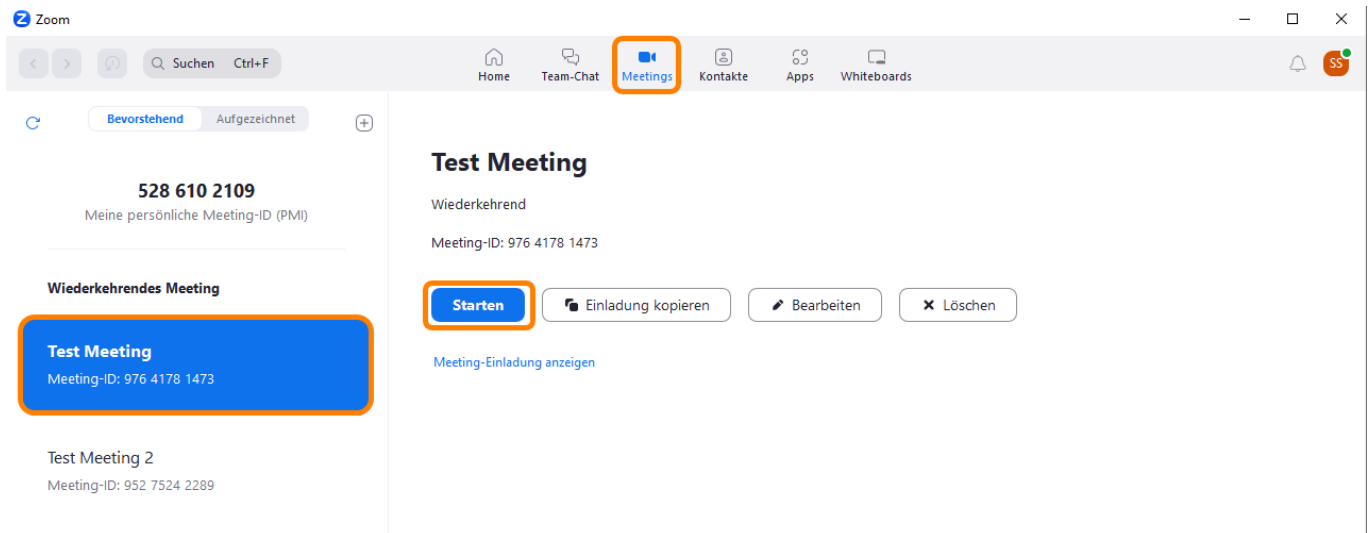 Zoom
Suchen Ctrl+F
Home Team-Chat Meetings Kontakte Apps Whiteboards
SS
Bevorstehend Aufgezeichnet
528 610 2109
Meine persönliche Meeting-ID (PMI)
Wiederkehrendes Meeting
Test Meeting
Meeting-ID: 976 4178 1473
Test Meeting 2
Meeting-ID: 952 7524 2289
Test Meeting
Wiederkehrend
Meeting-ID: 976 4178 1473
Starten Einladung kopieren Bearbeiten Löschen
Meeting-Einladung anzeigen